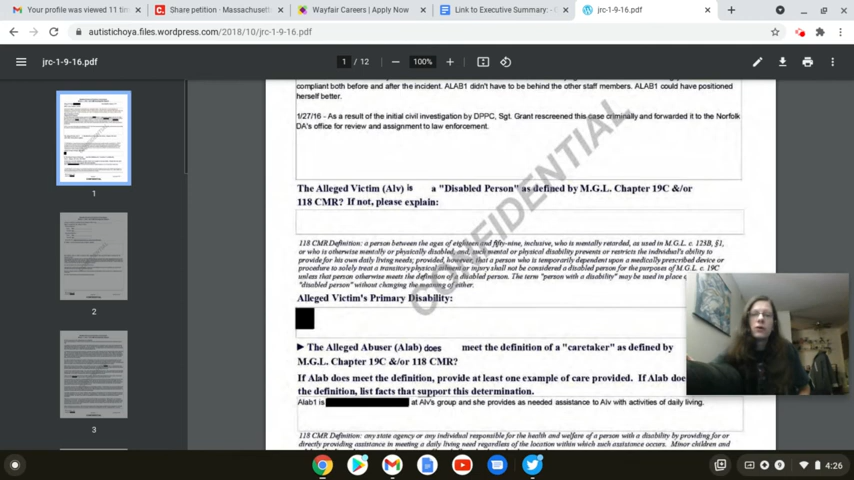 Your profile was viewed 11 tim
Share petition · Massachuset
Wayfair Careers | Apply Now
Link to Executive Summary: - E
jrc-1-9-16.pdf
autistichoya.files.wordpress.com/2018/10/jrc-1-9-16.pdf
jrc-1-9-16.pdf
1 / 12
100%
compliant both before and after the incident. ALAB1 didn't have to be behind the other staff members. ALAB1 could have positioned
herself better.
1/27/16 - As a result of the initial civil investigation by DPPC, Sgt. Grant rescreened this case criminally and forwarded it to the Norfolk
DA's office for review and assignment to law enforcement.
CONFIDENTIAL
The Alleged Victim (Alv) is a "Disabled Person" as defined by M.G.L. Chapter 19C &/or
118 CMR? If not, please explain:
118 CMR Definition: a person between the ages of eighteen and fifty-nine, inclusive, who is mentally retarded, as used in M.G.L. c. 123B, §1,
or who is otherwise mentally or physically disabled, and, such mental or physical disability prevents or restricts the individual's ability to
provide for his own daily living needs; provided, however, that a person who is temporarily dependent upon a medically prescribed device or
procedure to solely treat a transitory physical ailment or injury shall not be considered a disabled person for the purposes of M.G.L. c. 19C
unless that person otherwise meets the definition of a disabled person. The term "person with a disability" may be used in place o
"disabled person" without changing the meaning of either.
Alleged Victim's Primary Disability:
► The Alleged Abuser (Alab) does meet the definition of a "caretaker" as defined by
M.G.L. Chapter 19C &/or 118 CMR?
If Alab does meet the definition, provide at least one example of care provided. If Alab doe
the definition, list facts that support this determination.
Alab1 is at Alv's group and she provides as needed assistance to Alv with activities of daily living.
118 CMR Definition: any state agency or any individual responsible for the health and welfare of a person with a disability by providing for or
directly providing assistance in meeting a daily living need regardless of the location within which such assistance occurs. Minor children and
1
2
3
4:26